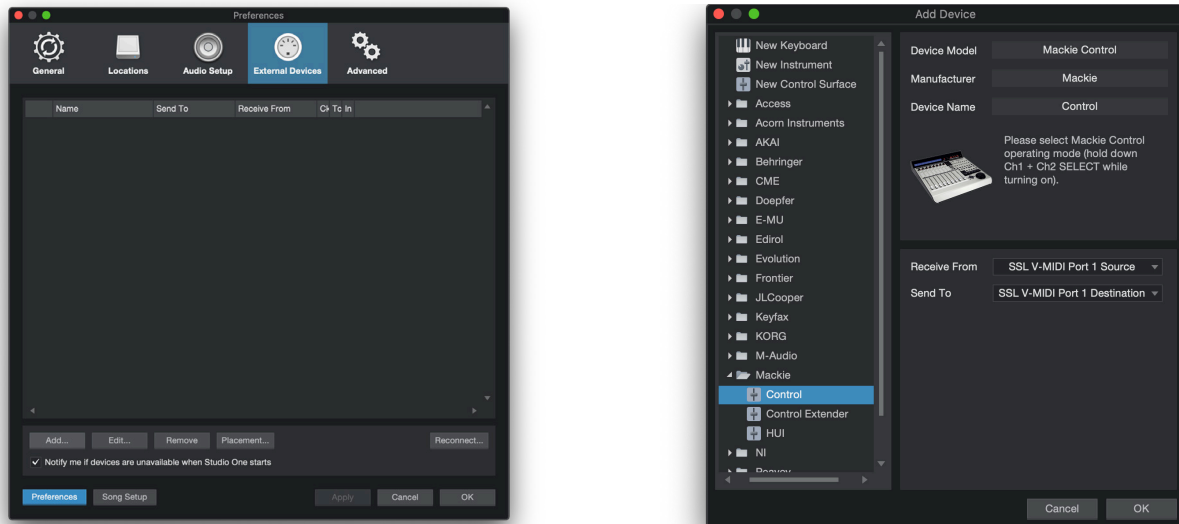 Preferences
General
Locations
Audio Setup
External Devices
Advanced
Name Send To Receive From Cl Tc In
Add... Edit... Remove Placement... Reconnect...
Notify me if devices are unavailable when Studio One starts
Preferences Song Setup Apply Cancel OK
Add Device
New Keyboard
New Instrument
New Control Surface
Access
Acorn Instruments
AKAI
Behringer
CME
Doepfer
E-MU
Edirol
Evolution
Frontier
JLCooper
Keyfax
KORG
M-Audio
Mackie
Control
Control Extender
HUI
NI
Peavey
Device Model Mackie Control
Manufacturer Mackie
Device Name Control
Please select Mackie Control
operating mode (hold down
Ch1 + Ch2 SELECT while
turning on).
Receive From SSL V-MIDI Port 1 Source
Send To SSL V-MIDI Port 1 Destination
Cancel OK